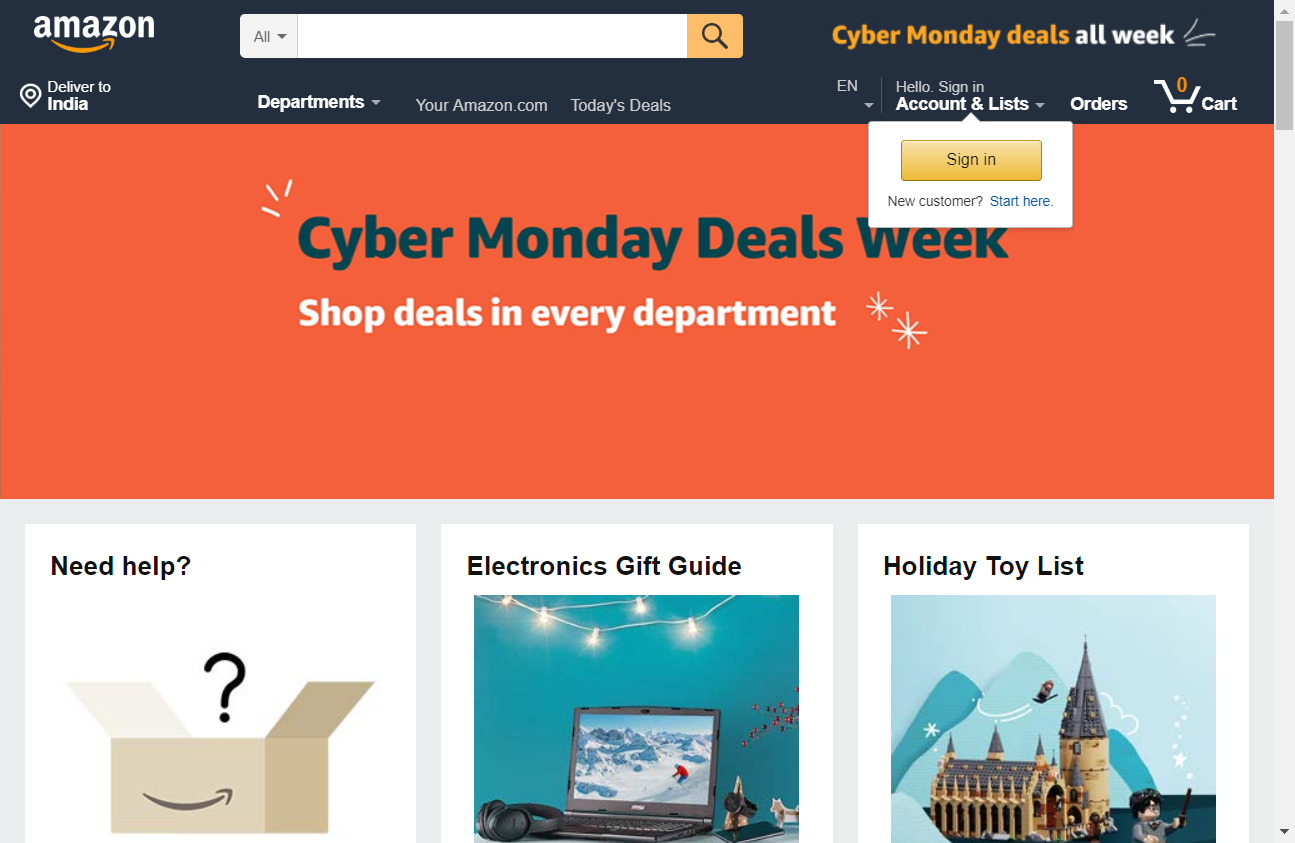 amazon
All
Cyber Monday deals all week
Deliver to
India
Departments
Your Amazon.com
Today's Deals
EN
Hello. Sign in
Account & Lists
Orders
0
Cart
Sign in
New customer? Start here.
Cyber Monday Deals Week
Shop deals in every department
Need help?
Electronics Gift Guide
Holiday Toy List
?
msi